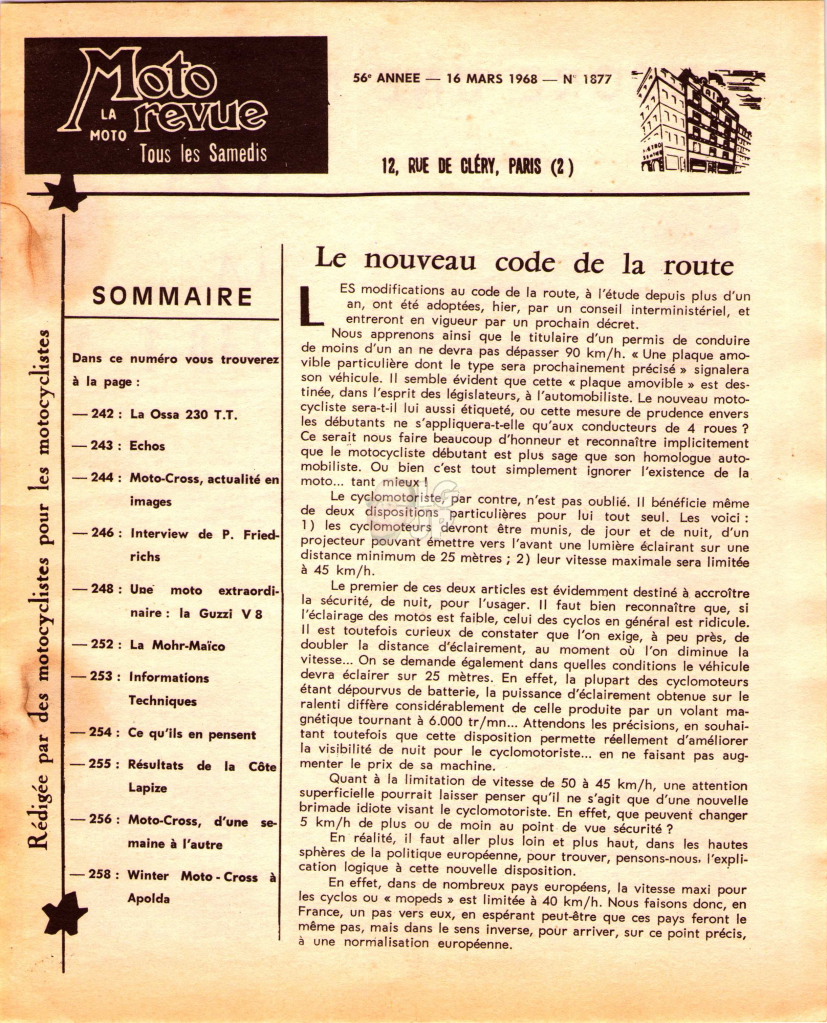 Moto
revue
LA
MOTO
Tous les Samedis
56e ANNEE — 16 MARS 1968 — N° 1877
12, RUE DE CLÉRY, PARIS (2)
Rédigée par des motocyclistes pour les motocyclistes
SOMMAIRE
Dans ce numéro vous trouverez
à la page :
— 242 : La Ossa 230 T.T.
— 243 : Echos
— 244 : Moto-Cross, actualité en
images
— 246 : Interview de P. Fried-
richs
— 248 : Une moto extraordi-
naire : la Guzzi V 8
— 252 : La Mohr-Maïco
— 253 : Informations
Techniques
— 254 : Ce qu'ils en pensent
— 255 : Résultats de la Côte
Lapize
— 256 : Moto-Cross, d'une se-
maine à l'autre
— 258 : Winter Moto-Cross à
Apolda
Le nouveau code de la route
LES modifications au code de la route, à l'étude depuis plus d'un
an, ont été adoptées, hier, par un conseil interministériel, et
entreront en vigueur par un prochain décret.
Nous apprenons ainsi que le titulaire d'un permis de conduire
de moins d'un an ne devra pas dépasser 90 km/h. « Une plaque amo-
vible particulière dont le type sera prochainement précisé » signalera
son véhicule. Il semble évident que cette « plaque amovible » est des-
tinée, dans l'esprit des législateurs, à l'automobiliste. Le nouveau moto-
cycliste sera-t-il lui aussi étiqueté, ou cette mesure de prudence envers
les débutants ne s'appliquera-t-elle qu'aux conducteurs de 4 roues ?
Ce serait nous faire beaucoup d'honneur et reconnaître implicitement
que le motocycliste débutant est plus sage que son homologue auto-
mobiliste. Ou bien c'est tout simplement ignorer l'existence de la
moto... tant mieux !
Le cyclomotoriste, par contre, n'est pas oublié. Il bénéficie même
de deux dispositions particulières pour lui tout seul. Les voici :
1) les cyclomoteurs devront être munis, de jour et de nuit, d'un
projecteur pouvant émettre vers l'avant une lumière éclairant sur une
distance minimum de 25 mètres ; 2) leur vitesse maximale sera limitée
à 45 km/h.
Le premier de ces deux articles est évidemment destiné à accroître
la sécurité, de nuit, pour l'usager. Il faut bien reconnaître que, si
l'éclairage des motos est faible, celui des cyclos en général est ridicule.
Il est toutefois curieux de constater que l'on exige, à peu près, de
doubler la distance d'éclairement, au moment où l'on diminue la
vitesse... On se demande également dans quelles conditions le véhicule
devra éclairer sur 25 mètres. En effet, la plupart des cyclomoteurs
étant dépourvus de batterie, la puissance d'éclairement obtenue sur le
ralenti diffère considérablement de celle produite par un volant ma-
gnétique tournant à 6.000 tr/mn... Attendons les précisions, en souhai-
tant toutefois que cette disposition permette réellement d'améliorer
la visibilité de nuit pour le cyclomotoriste... en ne faisant pas aug-
menter le prix de sa machine.
Quant à la limitation de vitesse de 50 à 45 km/h, une attention
superficielle pourrait laisser penser qu'il ne s'agit que d'une nouvelle
brimade idiote visant le cyclomotoriste. En effet, que peuvent changer
5 km/h de plus ou de moin au point de vue sécurité ?
En réalité, il faut aller plus loin et plus haut, dans les hautes
sphères de la politique européenne, pour trouver, pensons-nous, l'expli-
cation logique à cette nouvelle disposition.
En effet, dans de nombreux pays européens, la vitesse maxi pour
les cyclos ou « mopeds » est limitée à 40 km/h. Nous faisons donc, en
France, un pas vers eux, en espérant peut-être que ces pays feront le
même pas, mais dans le sens inverse, pour arriver, sur ce point précis,
à une normalisation européenne.